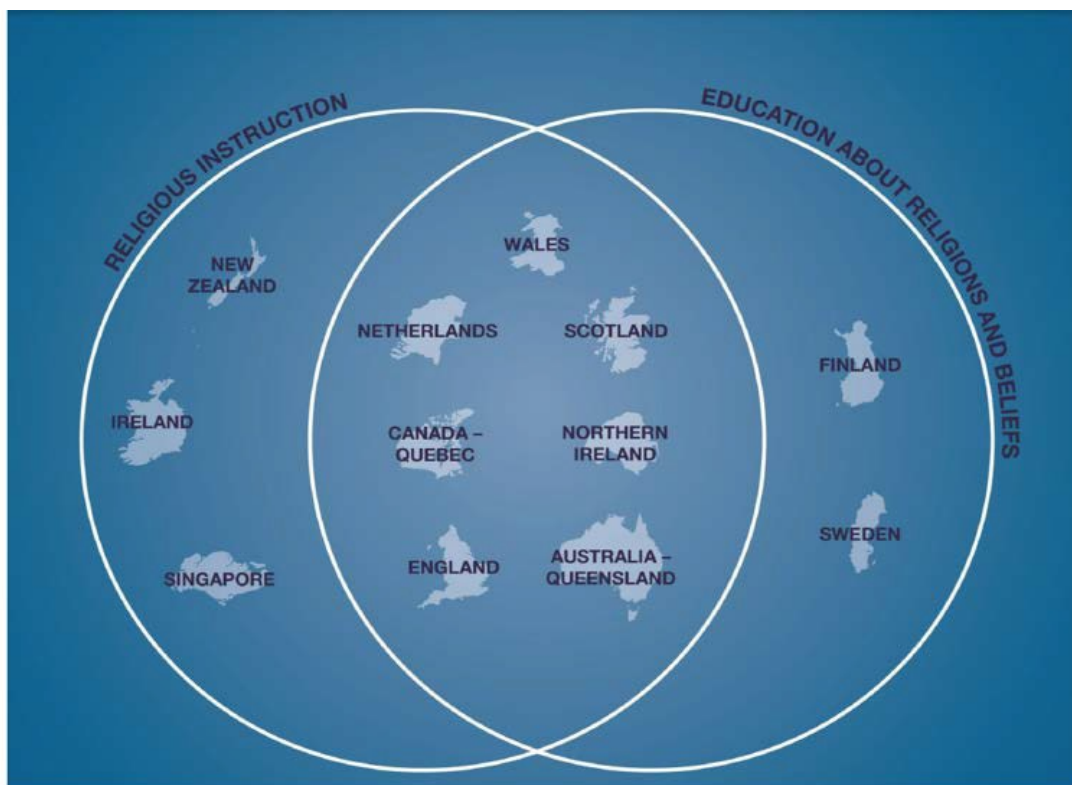 RELIGIOUS INSTRUCTION
EDUCATION ABOUT RELIGIONS AND BELIEFS
NEW
ZEALAND
IRELAND
SINGAPORE
WALES
NETHERLANDS
SCOTLAND
CANADA –
QUEBEC
NORTHERN
IRELAND
ENGLAND
AUSTRALIA –
QUEENSLAND
FINLAND
SWEDEN